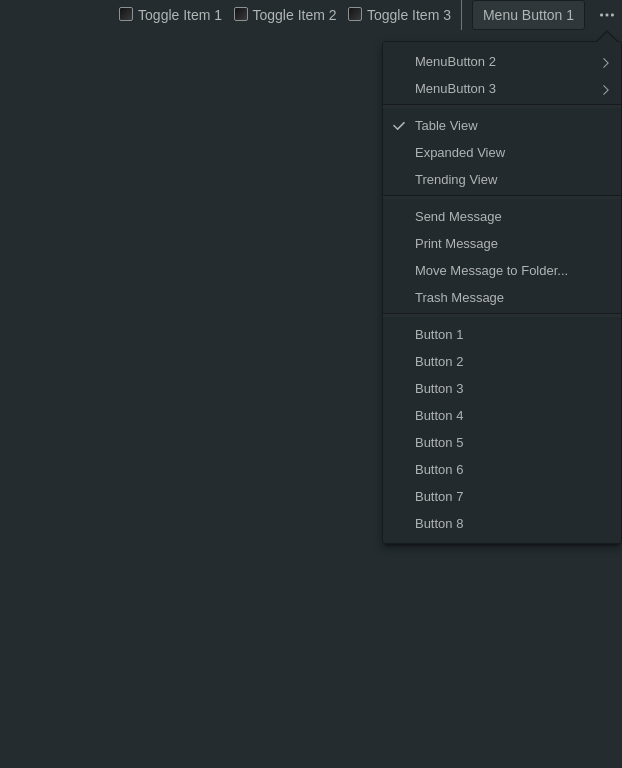 Toggle Item 1 Toggle Item 2 Toggle Item 3 Menu Button 1
MenuButton 2
MenuButton 3
Table View
Expanded View
Trending View
Send Message
Print Message
Move Message to Folder...
Trash Message
Button 1
Button 2
Button 3
Button 4
Button 5
Button 6
Button 7
Button 8